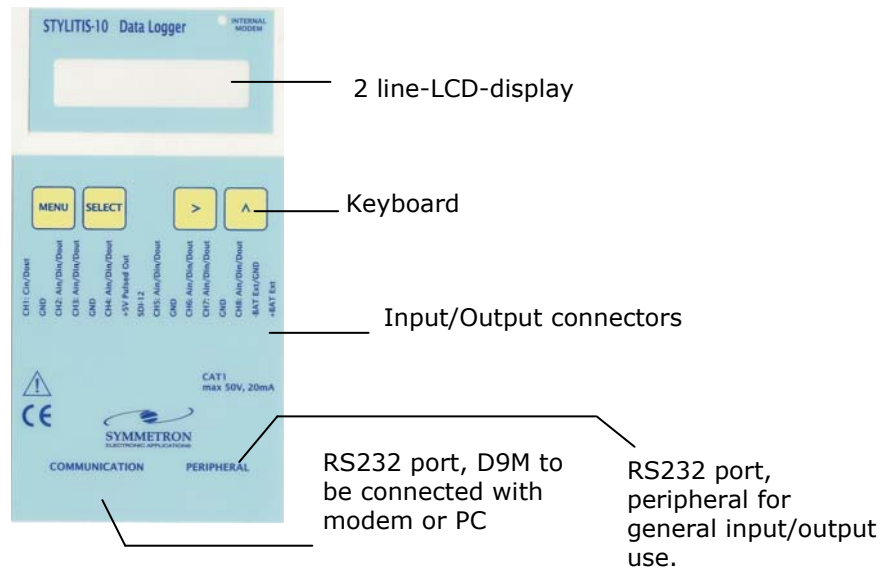 STYLITIS-10 Data Logger
INTERNAL
MODEM
2 line-LCD-display
MENU
SELECT
>
^
Keyboard
CH1: Cin/Dout
GND
CH2: Ain/Din/Dout
CH3: Ain/Din/Dout
GND
CH4: Ain/Din/Dout
+5V Pulsed Out
SDI-12
CH5: Ain/Din/Dout
GND
CH6: Ain/Din/Dout
CH7: Ain/Din/Dout
GND
CH8: Ain/Din/Dout
-BAT Ext/GND
+BAT Ext
Input/Output connectors
CAT1
max 50V, 20mA
CE
SYMMETRON
ELECTRONIC APPLICATIONS
COMMUNICATION
PERIPHERAL
RS232 port, D9M to
be connected with
modem or PC
RS232 port,
peripheral for
general input/output
use.